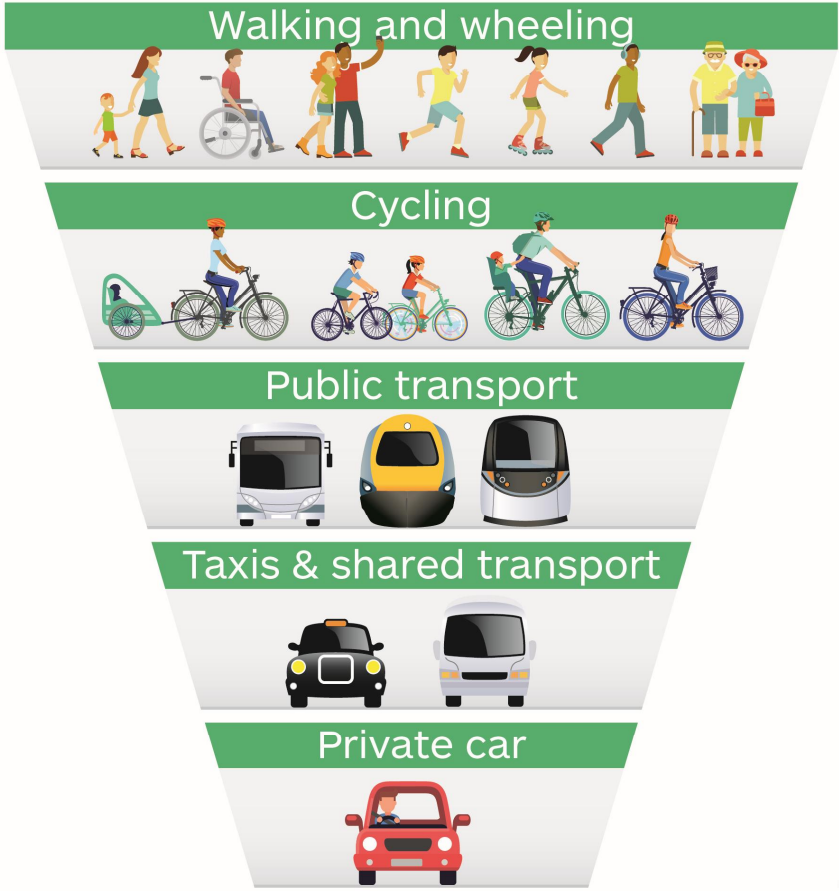 Walking and wheeling
Cycling
Public transport
Taxis & shared transport
Private car